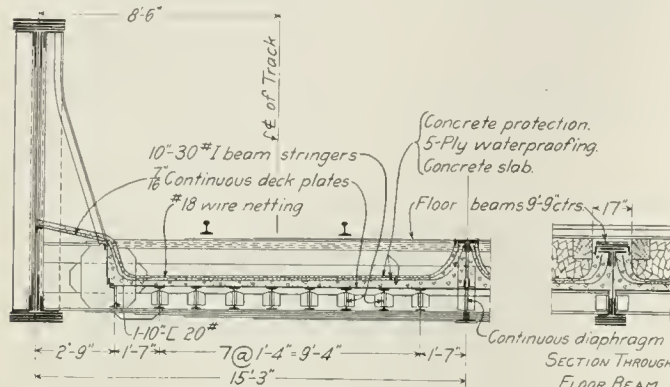 8'-6"
₵ of Track
Concrete protection.
10"-30# I beam stringers
5-Ply waterproofing.
7/16" Continuous deck plates
Concrete slab.
#18 wire netting
Floor beams 9'-9" ctrs
17"
1-10" [ 20#
2'-9"
1'-7"
7 @ 1'-4" = 9'-4"
1'-7"
15'-3"
Continuous diaphragm
SECTION THROUGH
FLOOR BEAM